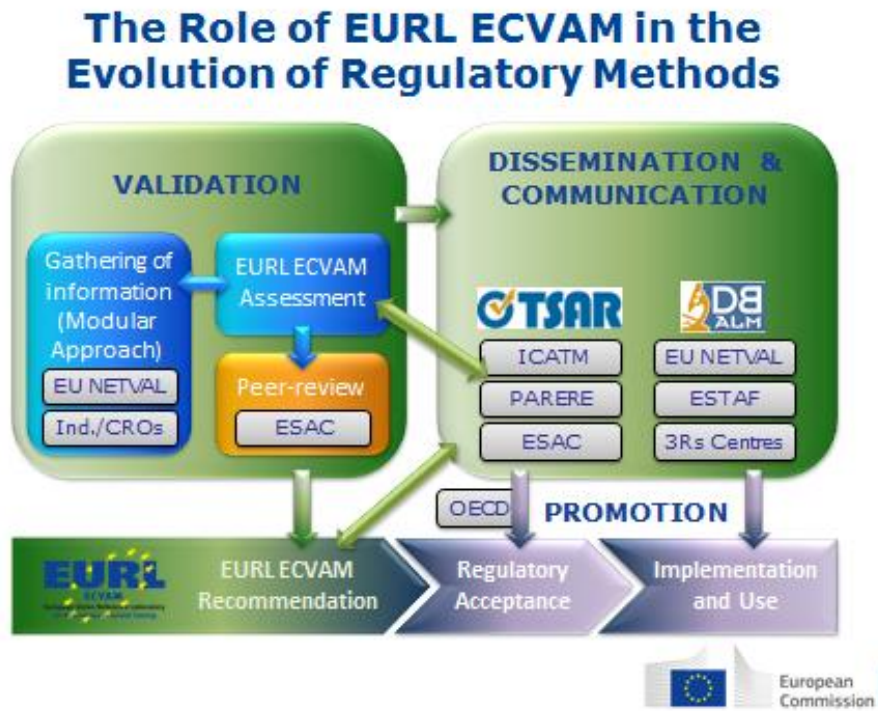 The Role of EURL ECVAM in the
Evolution of Regulatory Methods
VALIDATION
Gathering of
information
(Modular
Approach)
EU NETVAL
Ind./CROs
EURL ECVAM
Assessment
Peer-review
ESAC
DISSEMINATION &
COMMUNICATION
TSAR
ICATM
PARERE
ESAC
DB
ALM
EU NETVAL
ESTAF
3Rs Centres
OECD
PROMOTION
EURL
ECVAM
EURL ECVAM
Recommendation
Regulatory
Acceptance
Implementation
and Use
European
Commission